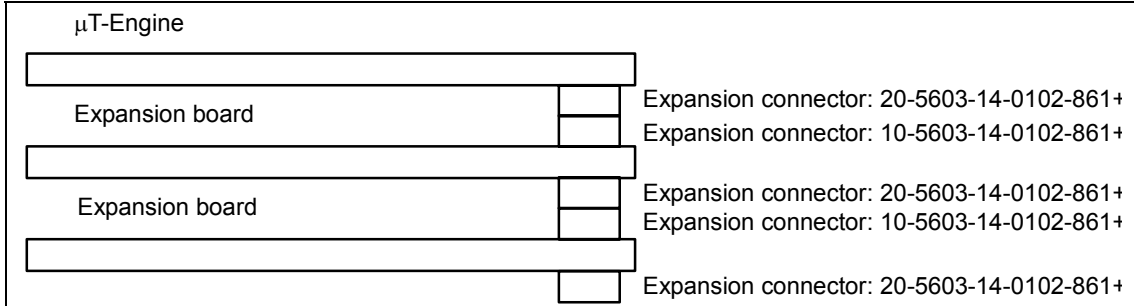 µT-Engine
Expansion connector: 20-5603-14-0102-861+
Expansion board
Expansion connector: 10-5603-14-0102-861+
Expansion connector: 20-5603-14-0102-861+
Expansion board
Expansion connector: 10-5603-14-0102-861+
Expansion connector: 20-5603-14-0102-861+